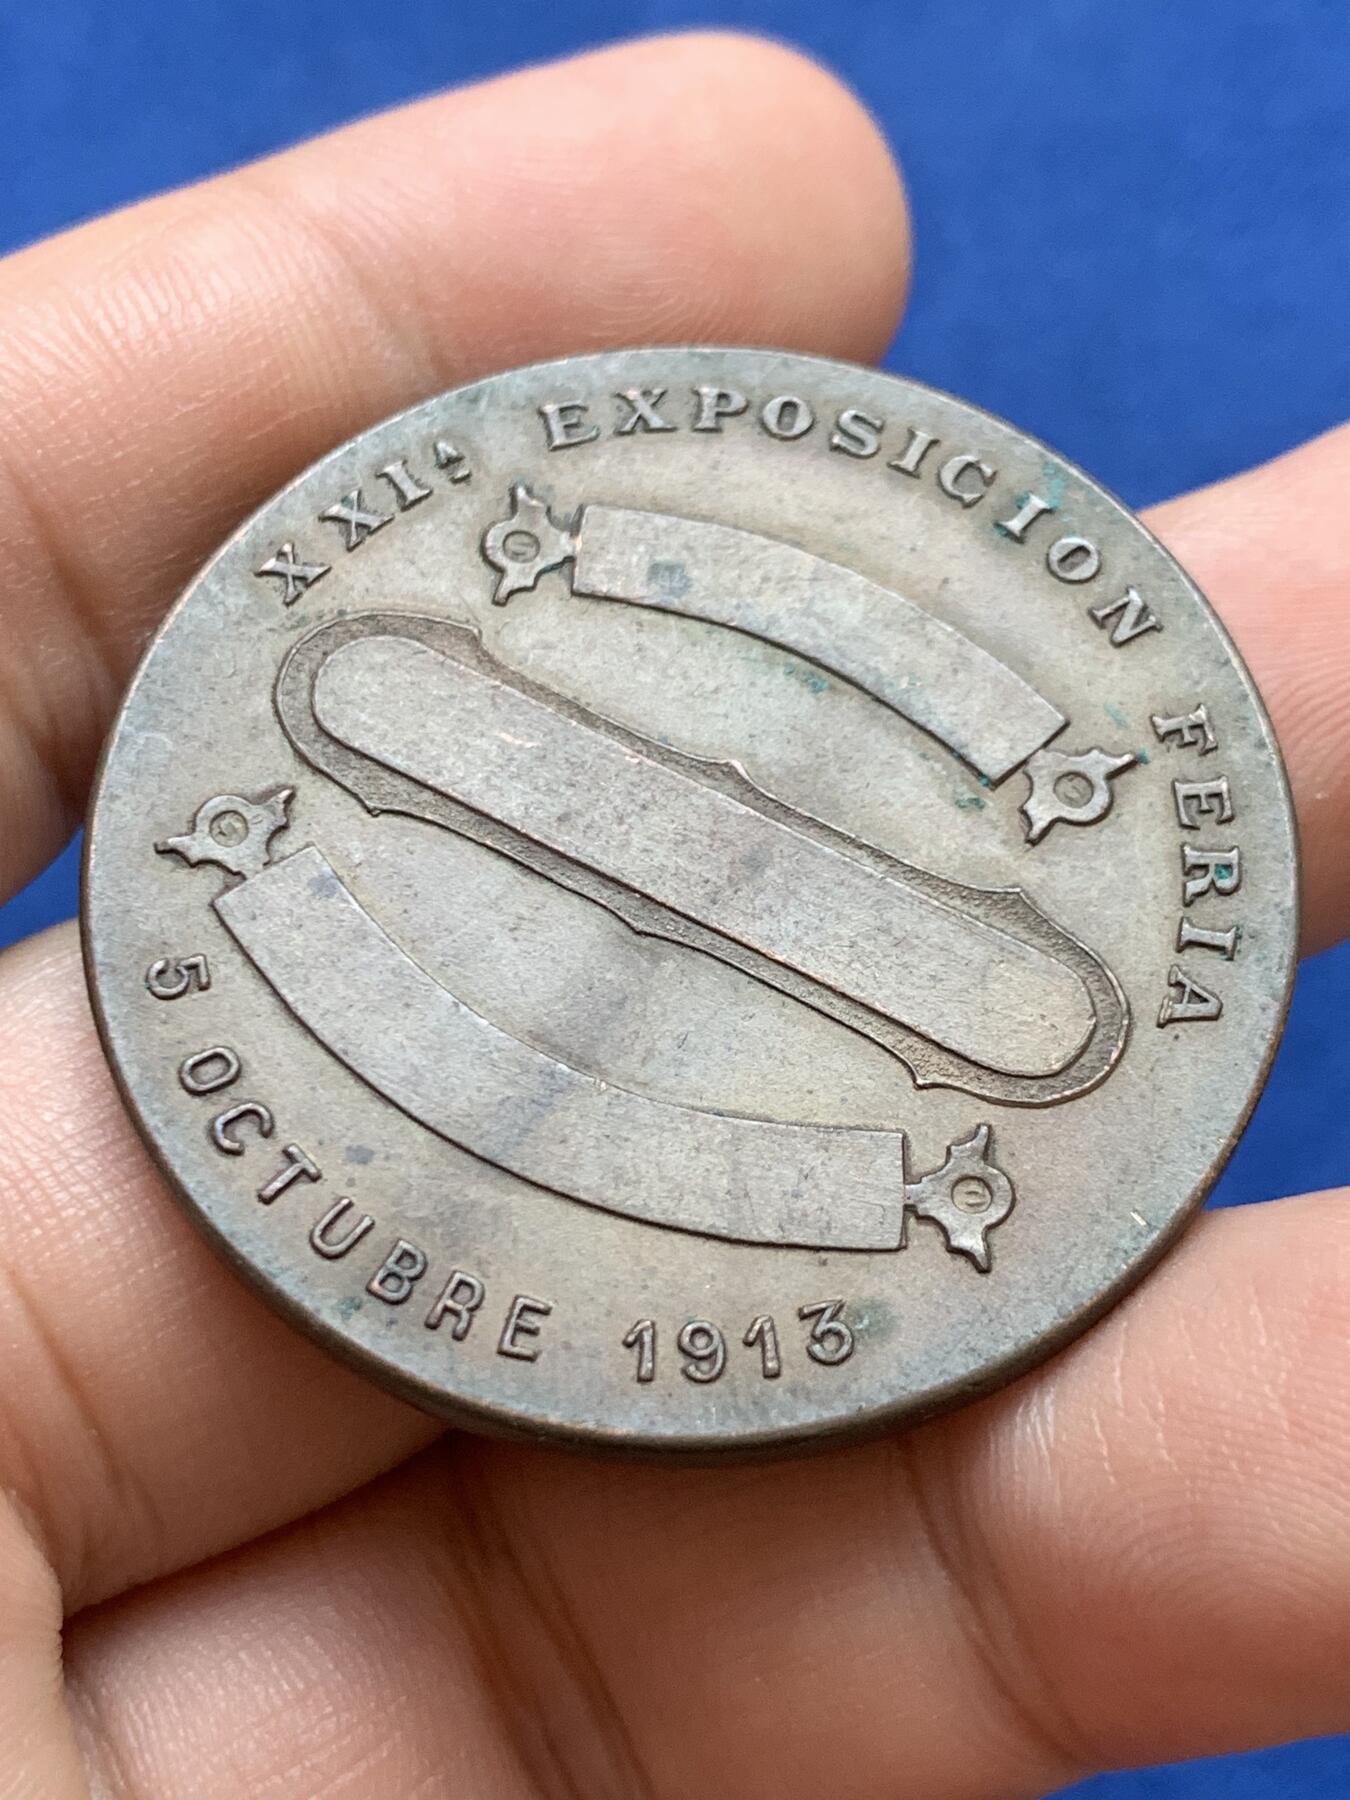 XXIª EXPOSICION FERIA
5 OCTUBRE 1913